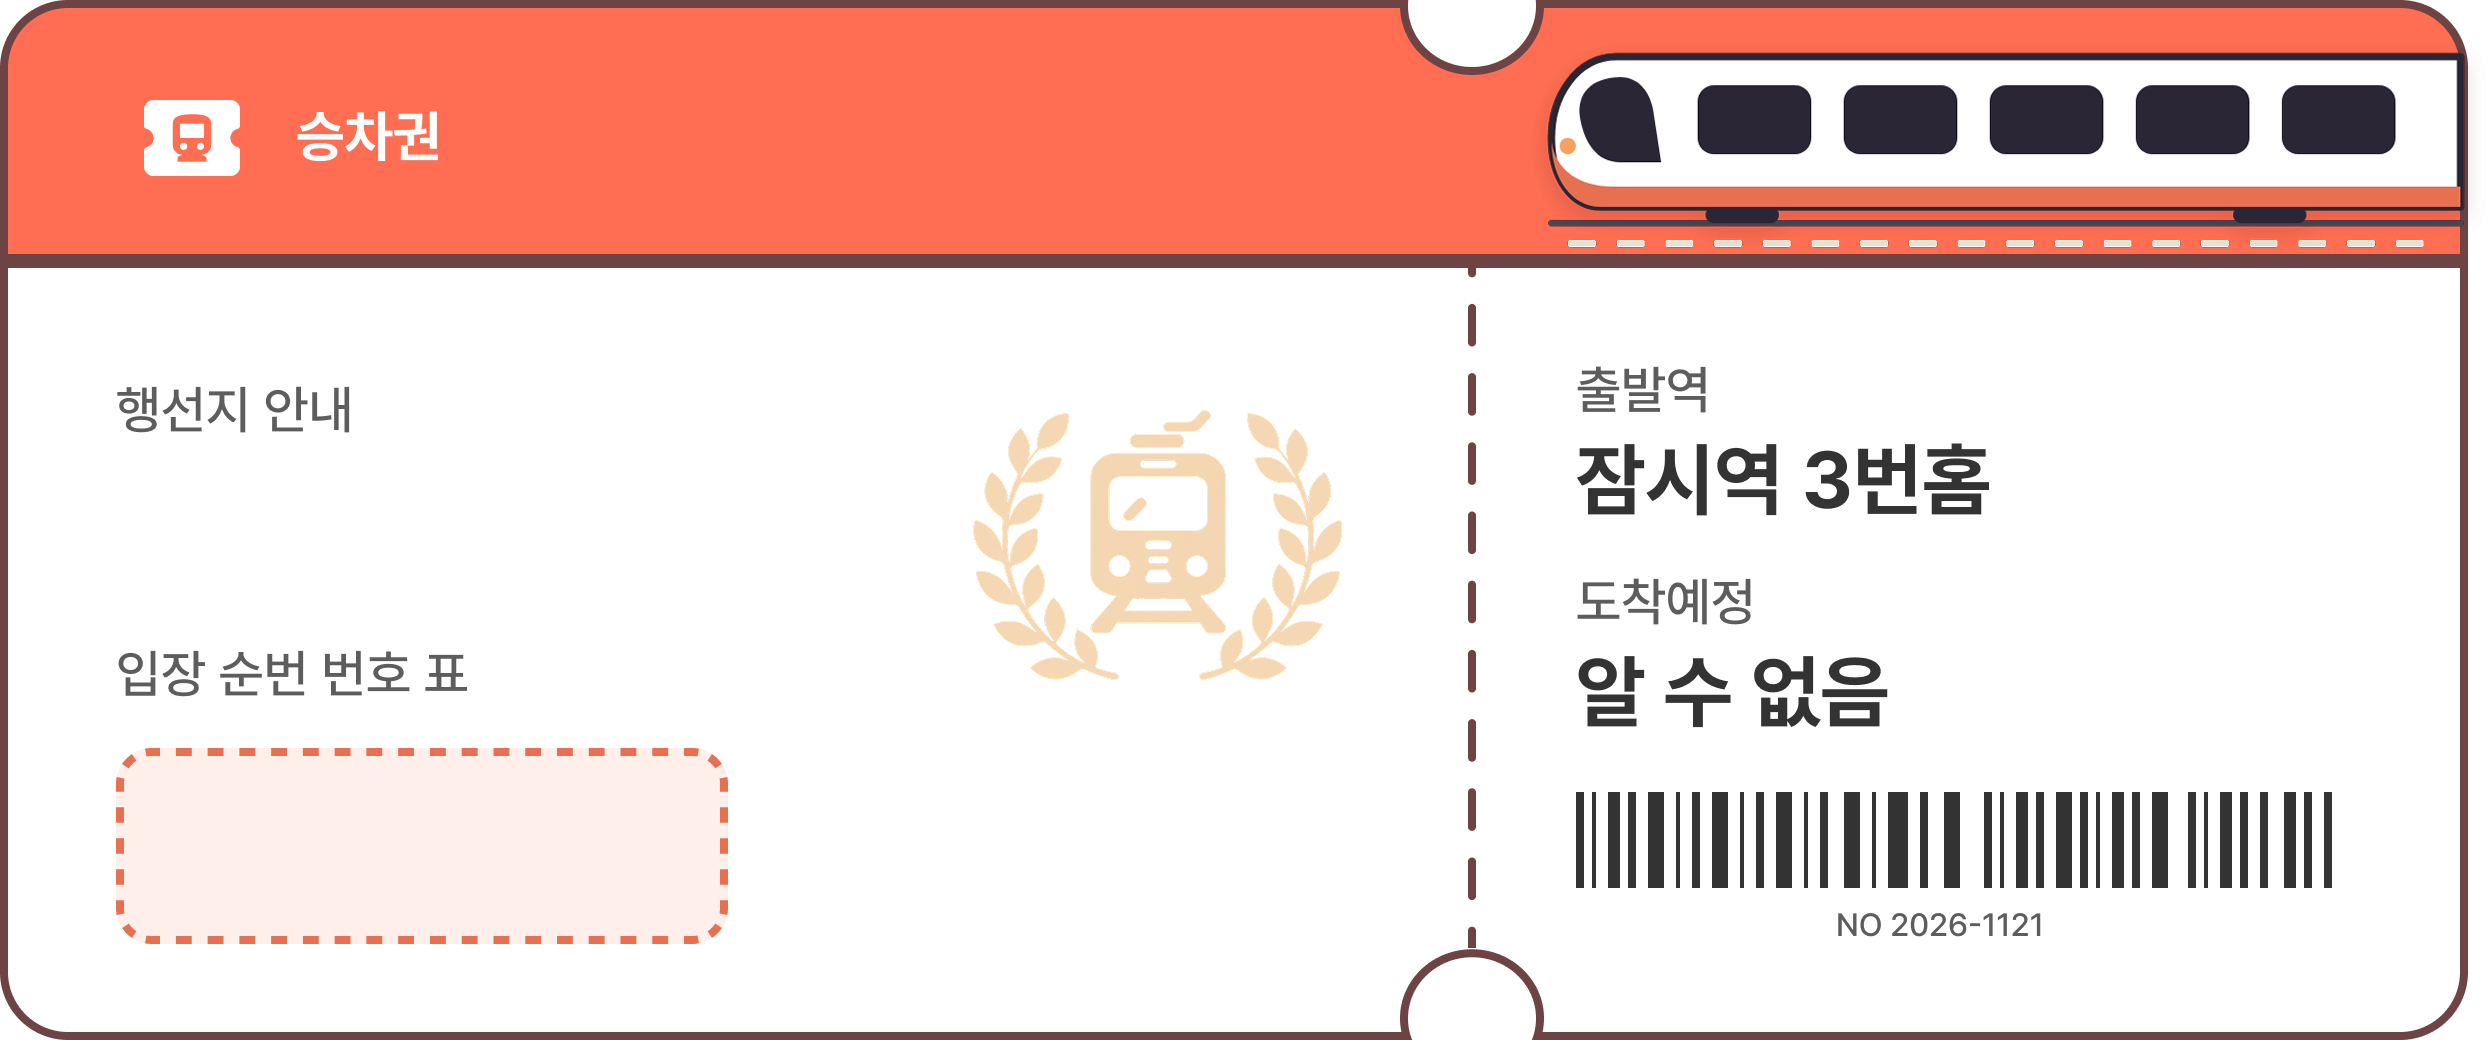 승차권
행선지 안내
입장 순번 번호 표
출발역
잠시역 3번홈
도착예정
알 수 없음
NO 2026-1121